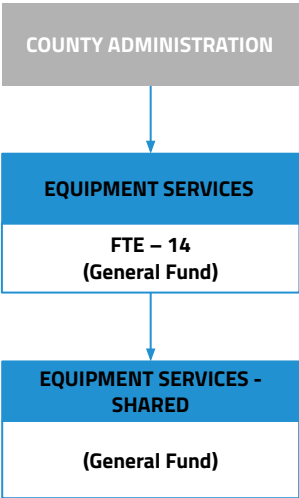 COUNTY ADMINISTRATION
EQUIPMENT SERVICES
FTE – 14
(General Fund)
EQUIPMENT SERVICES -
SHARED
(General Fund)